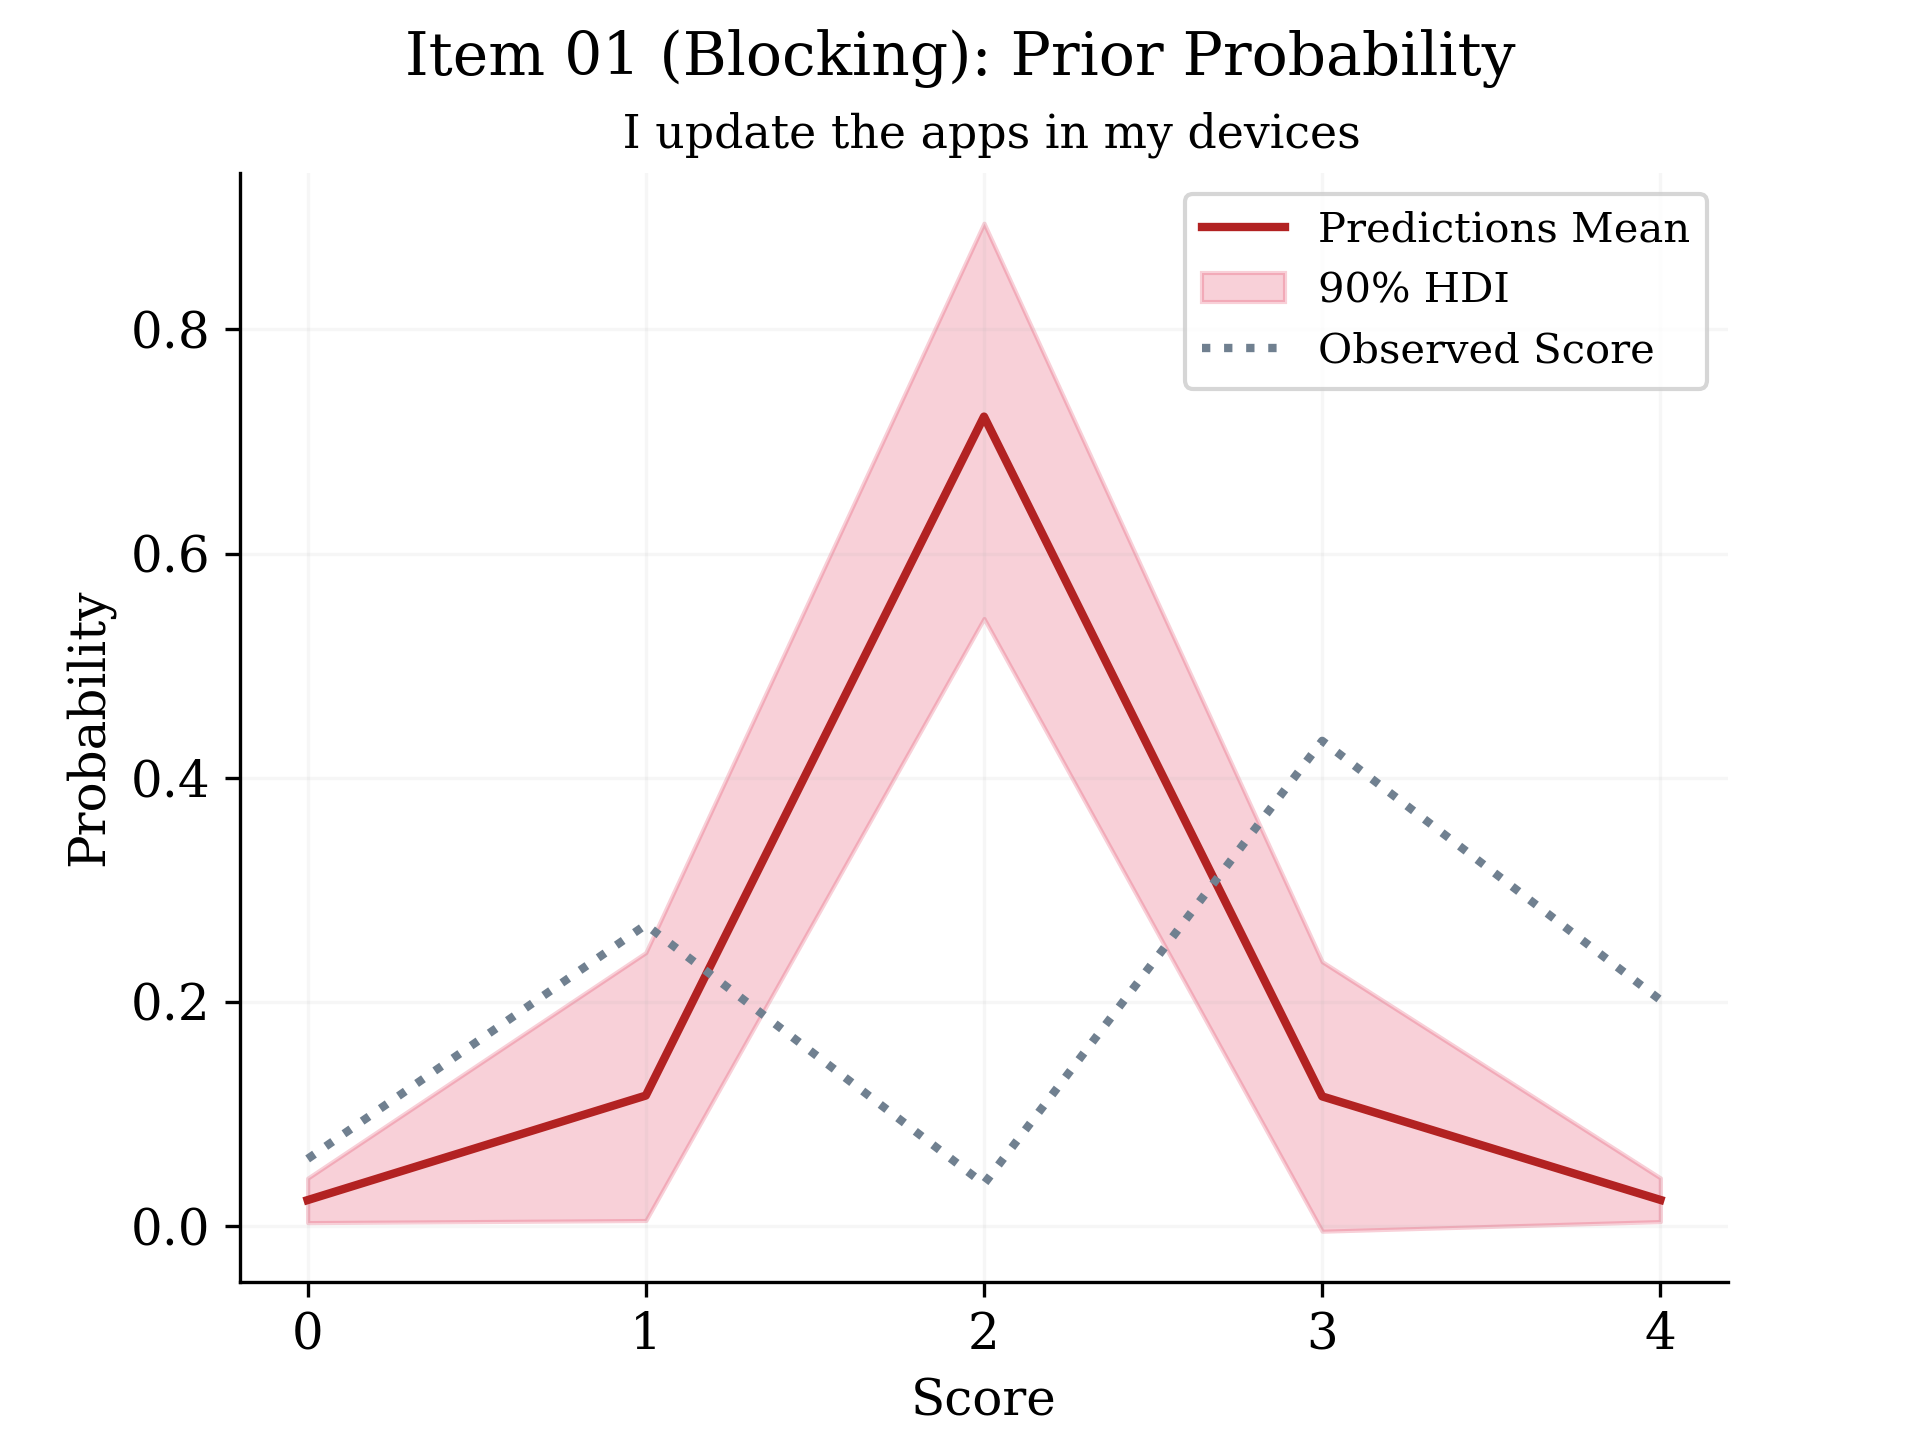 Item 01 (Blocking): Prior Probability
I update the apps in my devices
Predictions Mean
90% HDI
Observed Score
Probability
0.8
0.6
0.4
0.2
0.0
0 1 2 3 4
Score